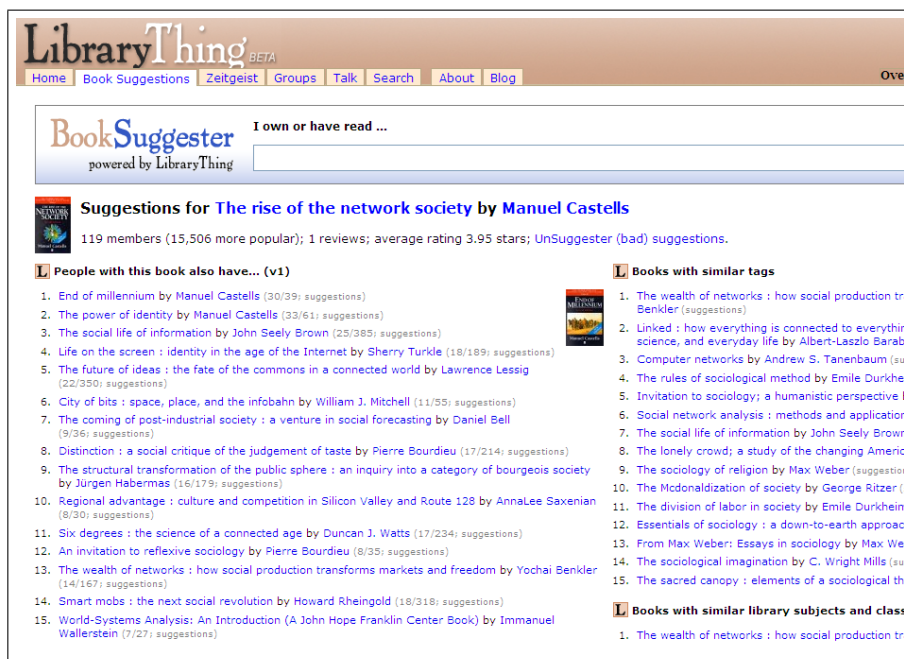 LibraryThing BETA
Home Book Suggestions Zeitgeist Groups Talk Search About Blog
Ove
BookSuggester
powered by LibraryThing
I own or have read ...
Suggestions for The rise of the network society by Manuel Castells
119 members (15,506 more popular); 1 reviews; average rating 3.95 stars; UnSuggester (bad) suggestions.
L People with this book also have... (v1)
1. End of millennium by Manuel Castells (30/39; suggestions)
2. The power of identity by Manuel Castells (33/61; suggestions)
3. The social life of information by John Seely Brown (25/385; suggestions)
4. Life on the screen : identity in the age of the Internet by Sherry Turkle (18/189; suggestions)
5. The future of ideas : the fate of the commons in a connected world by Lawrence Lessig
(22/350; suggestions)
6. City of bits : space, place, and the infobahn by William J. Mitchell (11/55; suggestions)
7. The coming of post-industrial society : a venture in social forecasting by Daniel Bell
(9/36; suggestions)
8. Distinction : a social critique of the judgement of taste by Pierre Bourdieu (17/214; suggestions)
9. The structural transformation of the public sphere : an inquiry into a category of bourgeois society
by Jürgen Habermas (16/179; suggestions)
10. Regional advantage : culture and competition in Silicon Valley and Route 128 by AnnaLee Saxenian
(8/30; suggestions)
11. Six degrees : the science of a connected age by Duncan J. Watts (17/234; suggestions)
12. An invitation to reflexive sociology by Pierre Bourdieu (8/35; suggestions)
13. The wealth of networks : how social production transforms markets and freedom by Yochai Benkler
(14/167; suggestions)
14. Smart mobs : the next social revolution by Howard Rheingold (18/318; suggestions)
15. World-Systems Analysis: An Introduction (A John Hope Franklin Center Book) by Immanuel
Wallerstein (7/27; suggestions)
END OF
MILLENNIUM
L Books with similar tags
1. The wealth of networks : how social production tr
Benkler (suggestions)
2. Linked : how everything is connected to everythin
science, and everyday life by Albert-Laszlo Barab
3. Computer networks by Andrew S. Tanenbaum (su
4. The rules of sociological method by Emile Durkhe
5. Invitation to sociology; a humanistic perspective
6. Social network analysis : methods and application
7. The social life of information by John Seely Brown
8. The lonely crowd; a study of the changing Americ
9. The sociology of religion by Max Weber (suggestion
10. The Mcdonaldization of society by George Ritzer (
11. The division of labor in society by Emile Durkheim
12. Essentials of sociology : a down-to-earth approac
13. From Max Weber: Essays in sociology by Max We
14. The sociological imagination by C. Wright Mills (su
15. The sacred canopy : elements of a sociological th
L Books with similar library subjects and class
1. The wealth of networks : how social production tr